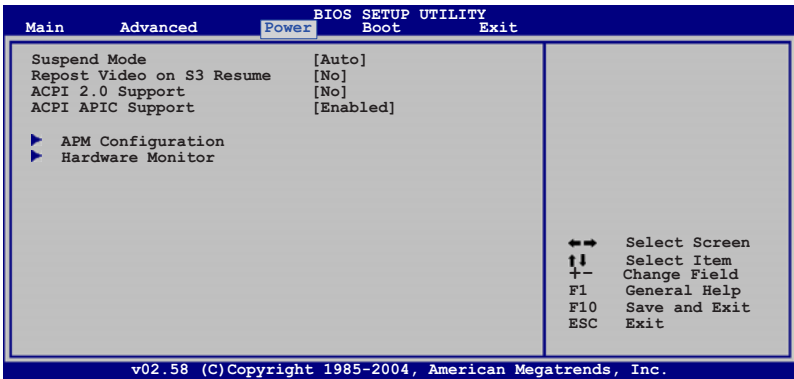 BIOS SETUP UTILITY
Main Advanced Power Boot Exit
Suspend Mode [Auto]
Repost Video on S3 Resume [No]
ACPI 2.0 Support [No]
ACPI APIC Support [Enabled]
APM Configuration
Hardware Monitor
Select Screen
Select Item
+- Change Field
F1 General Help
F10 Save and Exit
ESC Exit
v02.58 (C)Copyright 1985-2004, American Megatrends, Inc.